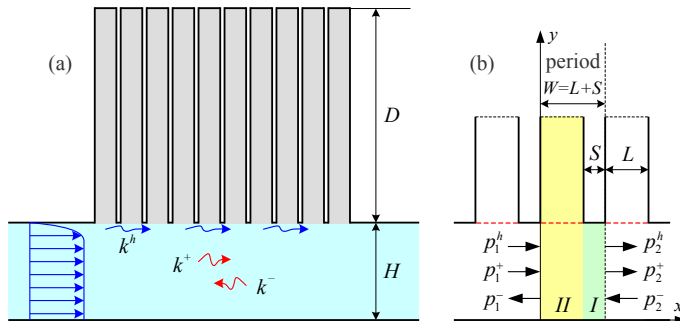 (a)
D
H
k^h
k^+
k^-
(b)
y
period
W=L+S
S
L
p_1^h
p_1^+
p_1^-
p_2^h
p_2^+
p_2^-
II
I
x